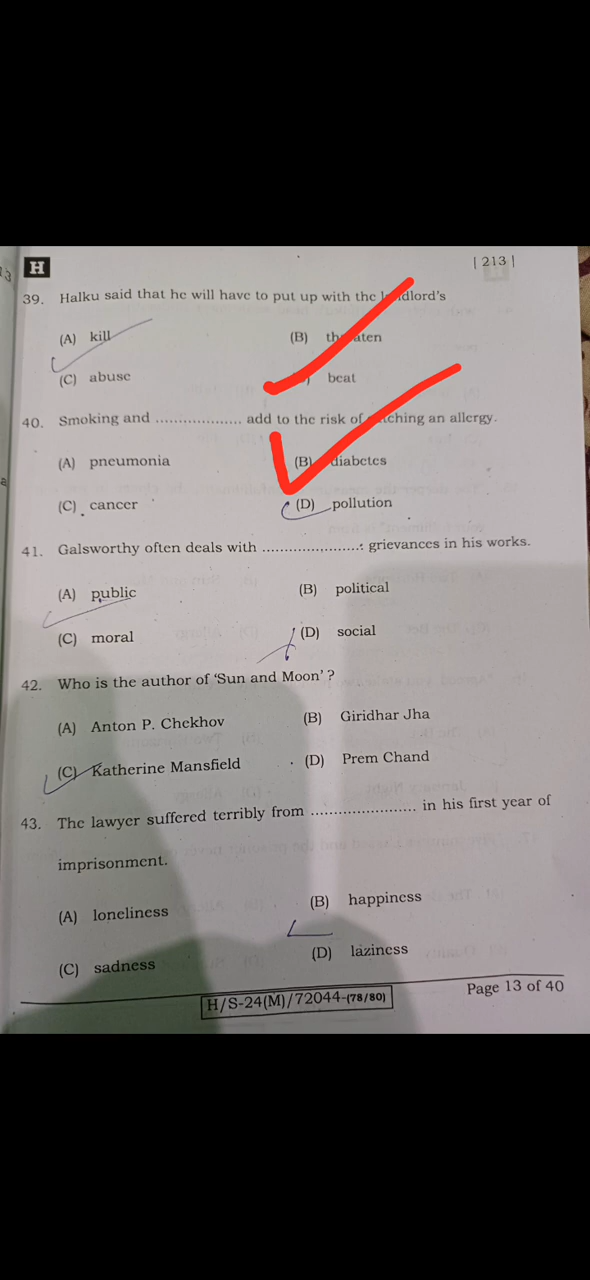 H
| 213 |
39. Halku said that he will have to put up with the landlord's
(A) kill (B) threaten
(C) abuse beat
40. Smoking and .................. add to the risk of catching an allergy.
(A) pneumonia (B) diabetes
(C) cancer (D) pollution
41. Galsworthy often deals with ..................... grievances in his works.
(A) public (B) political
(C) moral (D) social
42. Who is the author of 'Sun and Moon' ?
(A) Anton P. Chekhov (B) Giridhar Jha
(C) Katherine Mansfield (D) Prem Chand
43. The lawyer suffered terribly from ...................... in his first year of
imprisonment.
(A) loneliness (B) happiness
(C) sadness (D) laziness
H/S-24(M)/72044-(78/80) Page 13 of 40